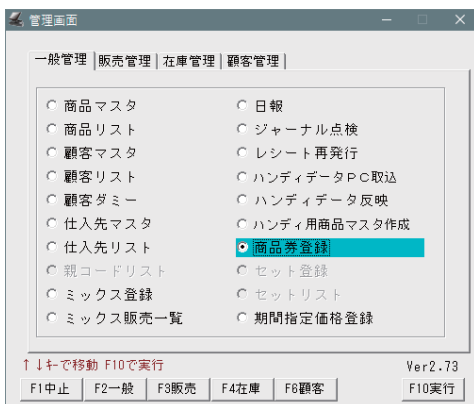 管理画面
一般管理 販売管理 在庫管理 顧客管理
商品マスタ
商品リスト
顧客マスタ
顧客リスト
顧客ダミー
仕入先マスタ
仕入先リスト
親コードリスト
ミックス登録
ミックス販売一覧
日報
ジャーナル点検
レシート再発行
ハンディデータPC取込
ハンディデータ反映
ハンディ用商品マスタ作成
商品券登録
セット登録
セットリスト
期間指定価格登録
↑↓キーで移動 F10で実行
Ver2.73
F1中止 F2一般 F3販売 F4在庫 F6顧客 F10実行